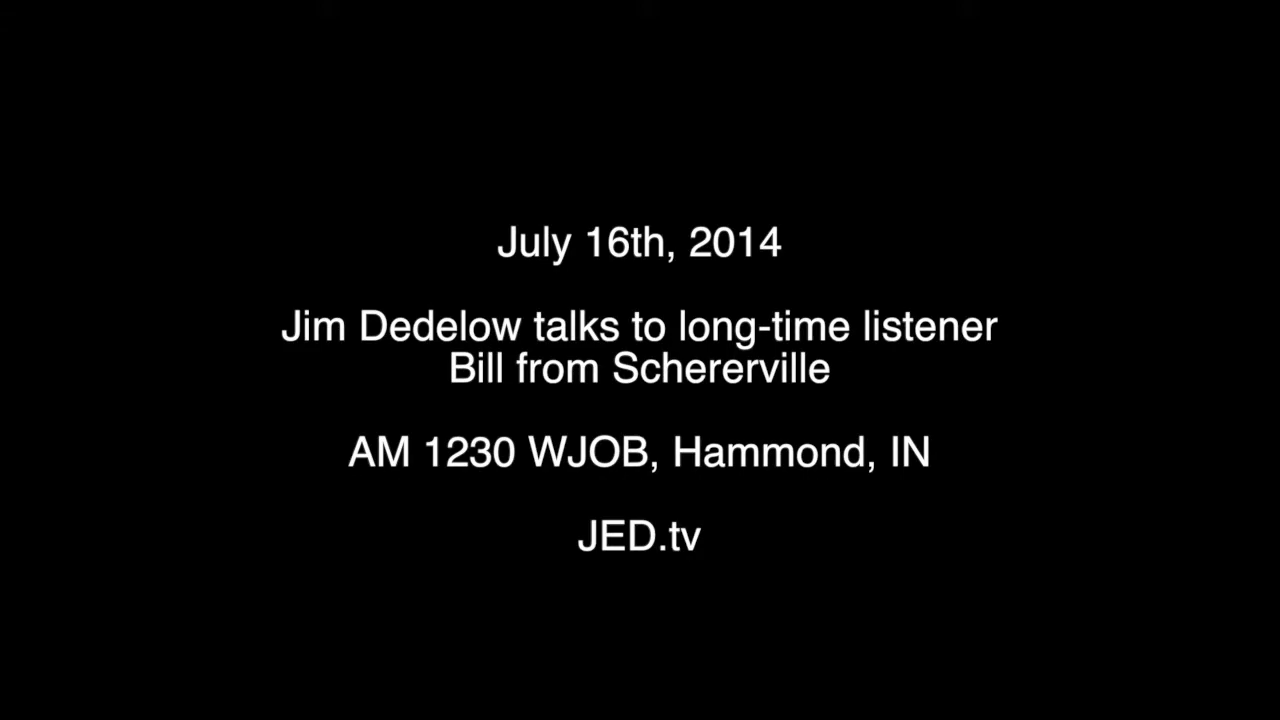 July 16th, 2014
Jim Dedelow talks to long-time listener
Bill from Schererville
AM 1230 WJOB, Hammond, IN
JED.tv